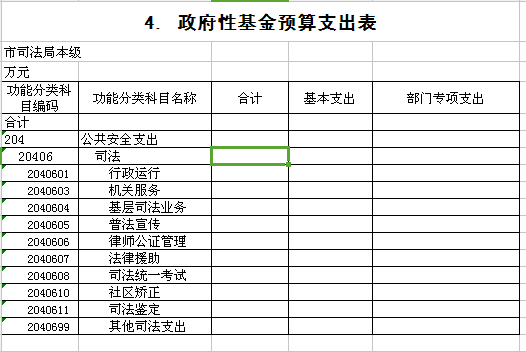 4. 政府性基金预算支出表
市司法局本级
万元
功能分类科目编码 功能分类科目名称 合计 基本支出 部门专项支出
合计
204 公共安全支出
20406 司法
2040601 行政运行
2040603 机关服务
2040604 基层司法业务
2040605 普法宣传
2040606 律师公证管理
2040607 法律援助
2040608 司法统一考试
2040610 社区矫正
2040611 司法鉴定
2040699 其他司法支出